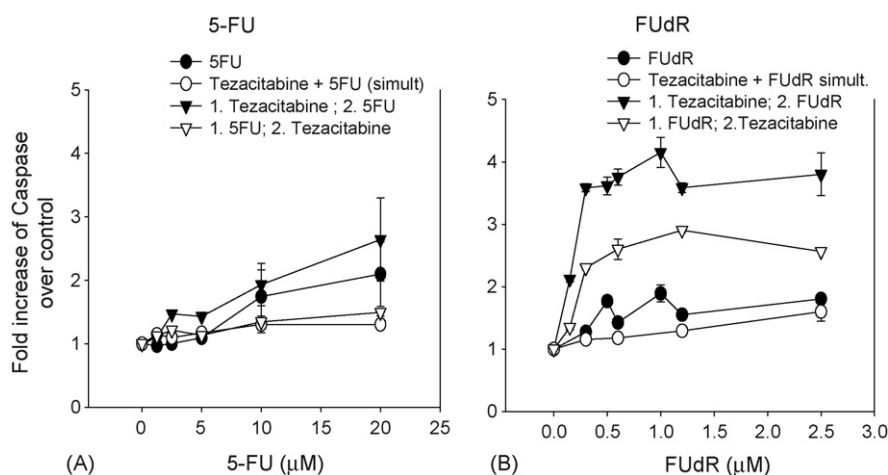 5-FU
5FU
Tezacitabine + 5FU (simult)
1. Tezacitabine ; 2. 5FU
1. 5FU; 2. Tezacitabine
Fold increase of Caspase
over control
5
4
3
2
1
0
0 5 10 15 20 25
(A) 5-FU (μM)
FUdR
FUdR
Tezacitabine + FUdR simult.
1. Tezacitabine; 2. FUdR
1. FUdR; 2.Tezacitabine
5
4
3
2
1
0
0.0 0.5 1.0 1.5 2.0 2.5 3.0
(B) FUdR (μM)